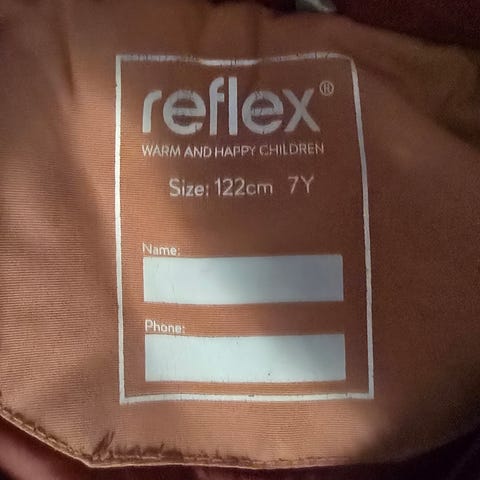 reflex®
WARM AND HAPPY CHILDREN
Size: 122cm 7Y
Name:
Phone: